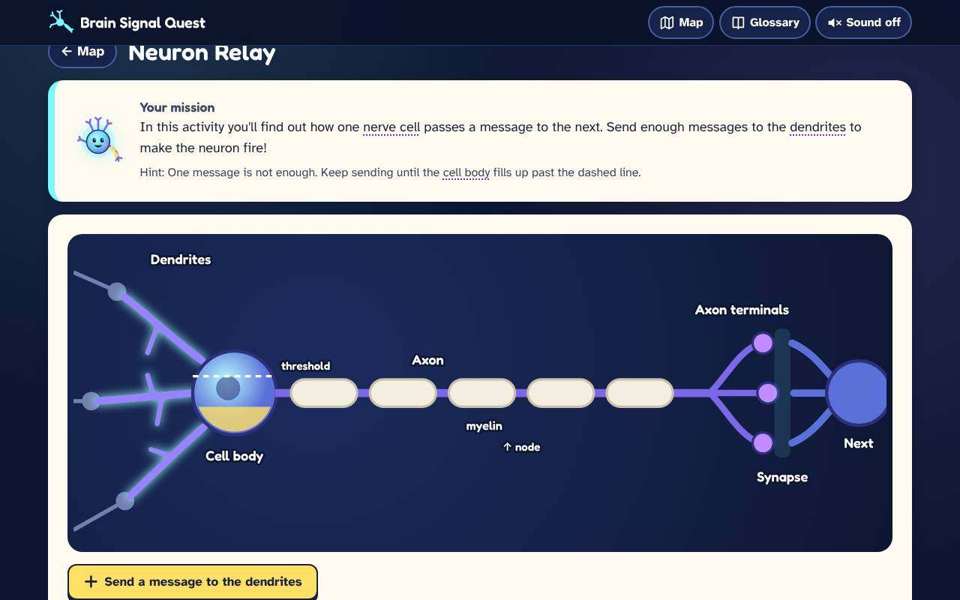 Brain Signal Quest
Map
Glossary
Sound off
← Map
Neuron Relay
Your mission
In this activity you'll find out how one nerve cell passes a message to the next. Send enough messages to the dendrites to
make the neuron fire!
Hint: One message is not enough. Keep sending until the cell body fills up past the dashed line.
Dendrites
Axon terminals
threshold
Axon
myelin
↑ node
Next
Cell body
Synapse
+ Send a message to the dendrites